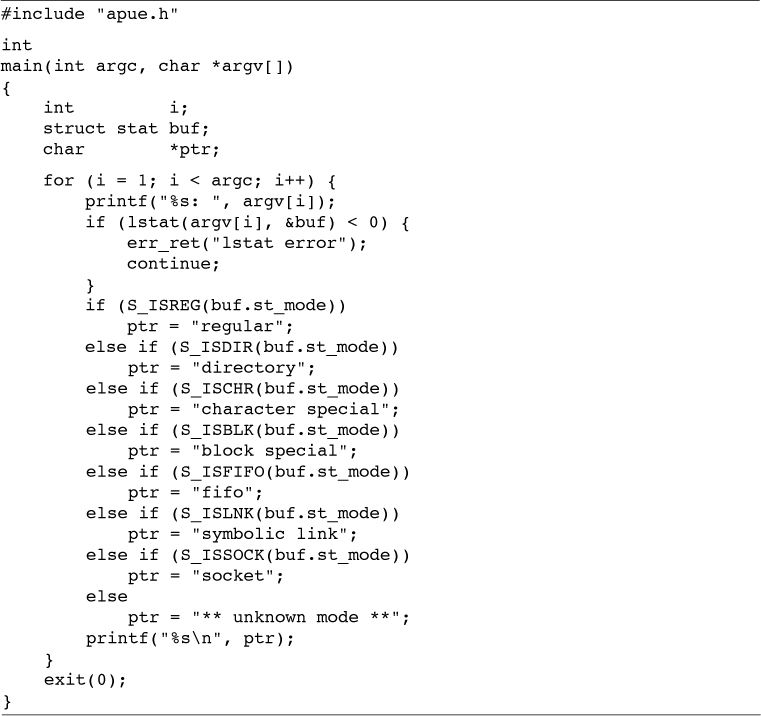 #include "apue.h"
int
main(int argc, char *argv[])
{
    int         i;
    struct stat buf;
    char        *ptr;
    for (i = 1; i < argc; i++) {
        printf("%s: ", argv[i]);
        if (lstat(argv[i], &buf) < 0) {
            err_ret("lstat error");
            continue;
        }
        if (S_ISREG(buf.st_mode))
            ptr = "regular";
        else if (S_ISDIR(buf.st_mode))
            ptr = "directory";
        else if (S_ISCHR(buf.st_mode))
            ptr = "character special";
        else if (S_ISBLK(buf.st_mode))
            ptr = "block special";
        else if (S_ISFIFO(buf.st_mode))
            ptr = "fifo";
        else if (S_ISLNK(buf.st_mode))
            ptr = "symbolic link";
        else if (S_ISSOCK(buf.st_mode))
            ptr = "socket";
        else
            ptr = "** unknown mode **";
        printf("%s\n", ptr);
    }
    exit(0);
}